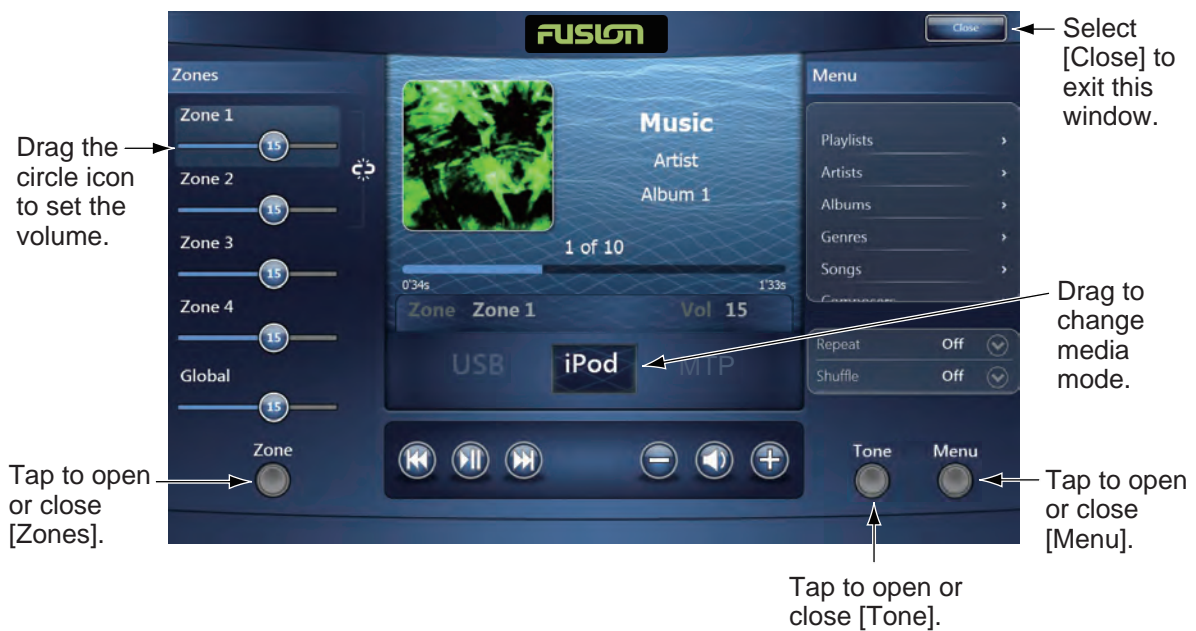 FUSION
Close
Select
[Close] to
exit this
window.
Zones
Zone 1
15
Drag the
circle icon
to set the
volume.
Zone 2
15
Zone 3
15
Zone 4
15
Global
15
Zone
Tap to open
or close
[Zones].
Music
Artist
Album 1
1 of 10
0'34s
1'33s
Zone Zone 1 Vol 15
USB iPod MTP
Menu
Playlists
Artists
Albums
Genres
Songs
Composers
Repeat Off
Shuffle Off
Drag to
change
media
mode.
Tone Menu
Tap to open
or close
[Menu].
Tap to open or
close [Tone].